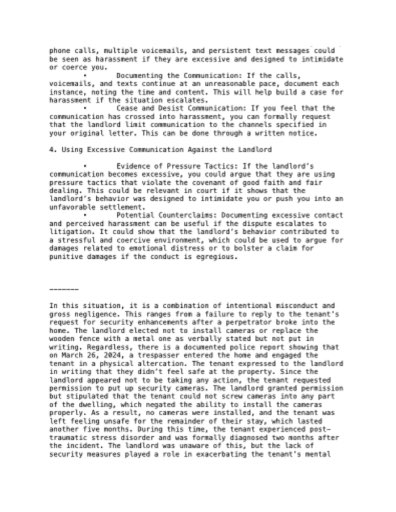 phone calls, multiple voicemails, and persistent text messages could
be seen as harassment if they are excessive and designed to intimidate
or coerce you.
• Documenting the Communication: If the calls,
voicemails, and texts continue at an unreasonable pace, document each
instance, noting the time and content. This will help build a case for
harassment if the situation escalates.
• Cease and Desist Communication: If you feel that the
communication has crossed into harassment, you can formally request
that the landlord limit communication to the channels specified in
your original letter. This can be done through a written notice.
4. Using Excessive Communication Against the Landlord
• Evidence of Pressure Tactics: If the landlord's
communication becomes excessive, you could argue that they are using
pressure tactics that violate the covenant of good faith and fair
dealing. This could be relevant in court if it shows that the
landlord's behavior was designed to intimidate you or push you into an
unfavorable settlement.
• Potential Counterclaims: Documenting excessive contact
and perceived harassment can be useful if the dispute escalates to
litigation. It could show that the landlord's behavior contributed to
a stressful and coercive environment, which could be used to argue for
damages related to emotional distress or to bolster a claim for
punitive damages if the conduct is egregious.
———————
In this situation, it is a combination of intentional misconduct and
gross negligence. This ranges from a failure to reply to the tenant's
request for security enhancements after a perpetrator broke into the
home. The landlord elected not to install cameras or replace the
wooden fence with a metal one as verbally stated but not put in
writing. Regardless, there is a documented police report showing that
on March 26, 2024, a trespasser entered the home and engaged the
tenant in a physical altercation. The tenant expressed to the landlord
in writing that they didn't feel safe at the property. Since the
landlord appeared not to be taking any action, the tenant requested
permission to put up security cameras. The landlord granted permission
but stipulated that the tenant could not screw cameras into any part
of the dwelling, which negated the ability to install the cameras
properly. As a result, no cameras were installed, and the tenant was
left feeling unsafe for the remainder of their stay, which lasted
another five months. During this time, the tenant experienced post-
traumatic stress disorder and was formally diagnosed two months after
the incident. The landlord was unaware of this, but the lack of
security measures played a role in exacerbating the tenant's mental